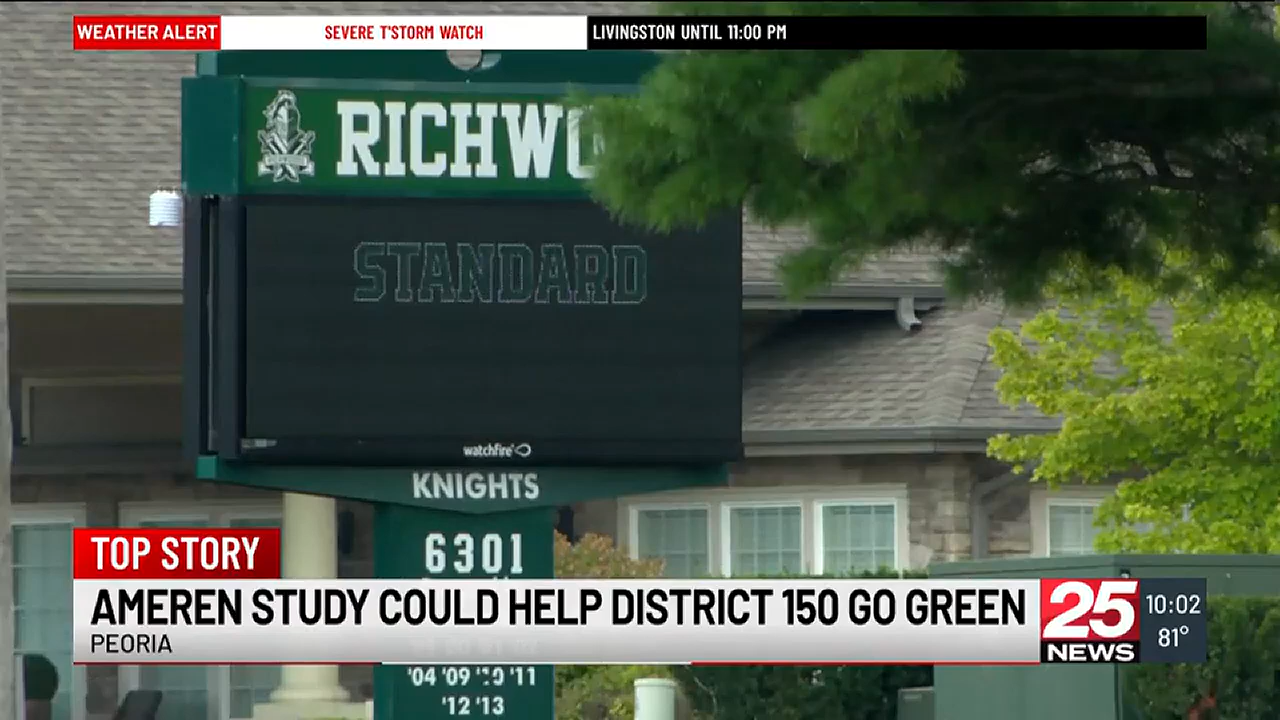 WEATHER ALERT
SEVERE T'STORM WATCH
LIVINGSTON UNTIL 11:00 PM
RICHWO
STANDARD
watchfire
KNIGHTS
6301
TOP STORY
AMEREN STUDY COULD HELP DISTRICT 150 GO GREEN
PEORIA
25
NEWS
10:02
81°
'04 '09 '10 '11
'12 '13